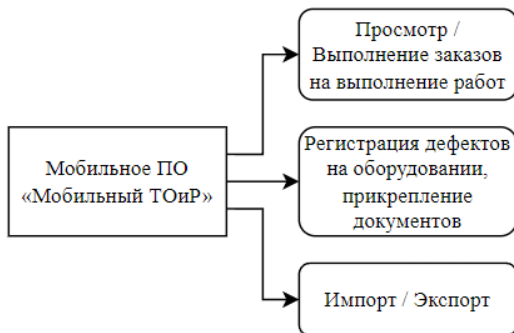 Просмотр /
Выполнение заказов
на выполнение работ
Мобильное ПО
«Мобильный ТОиР»
Регистрация дефектов
на оборудовании,
прикрепление
документов
Импорт / Экспорт